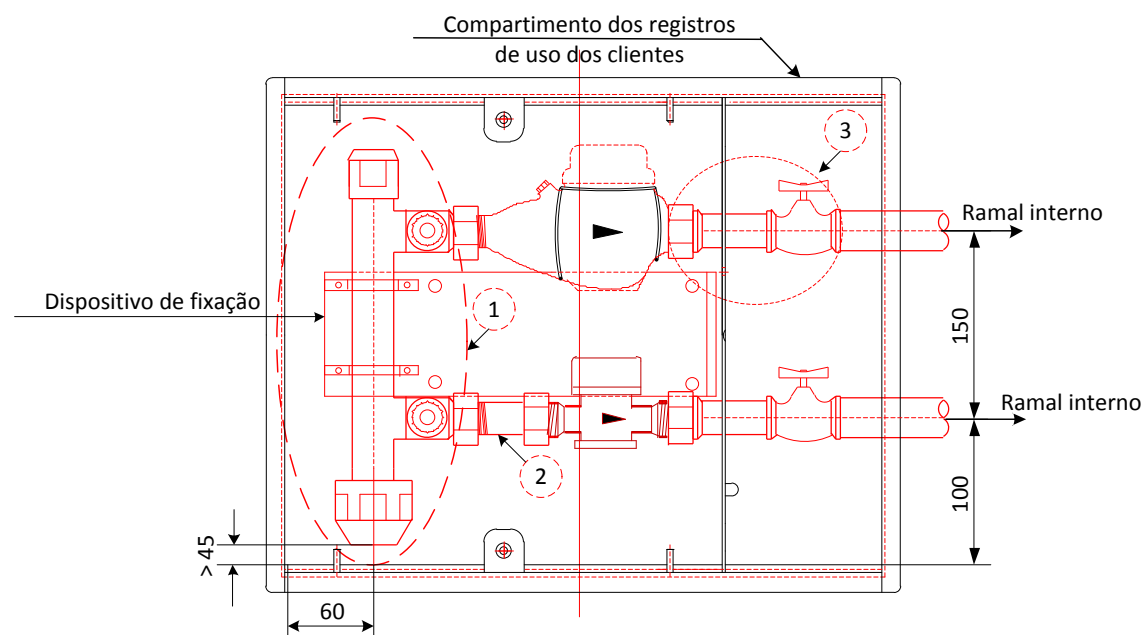 Compartimento dos registros
de uso dos clientes
3
Ramal interno
Dispositivo de fixação
1
150
Ramal interno
2
100
> 45
60